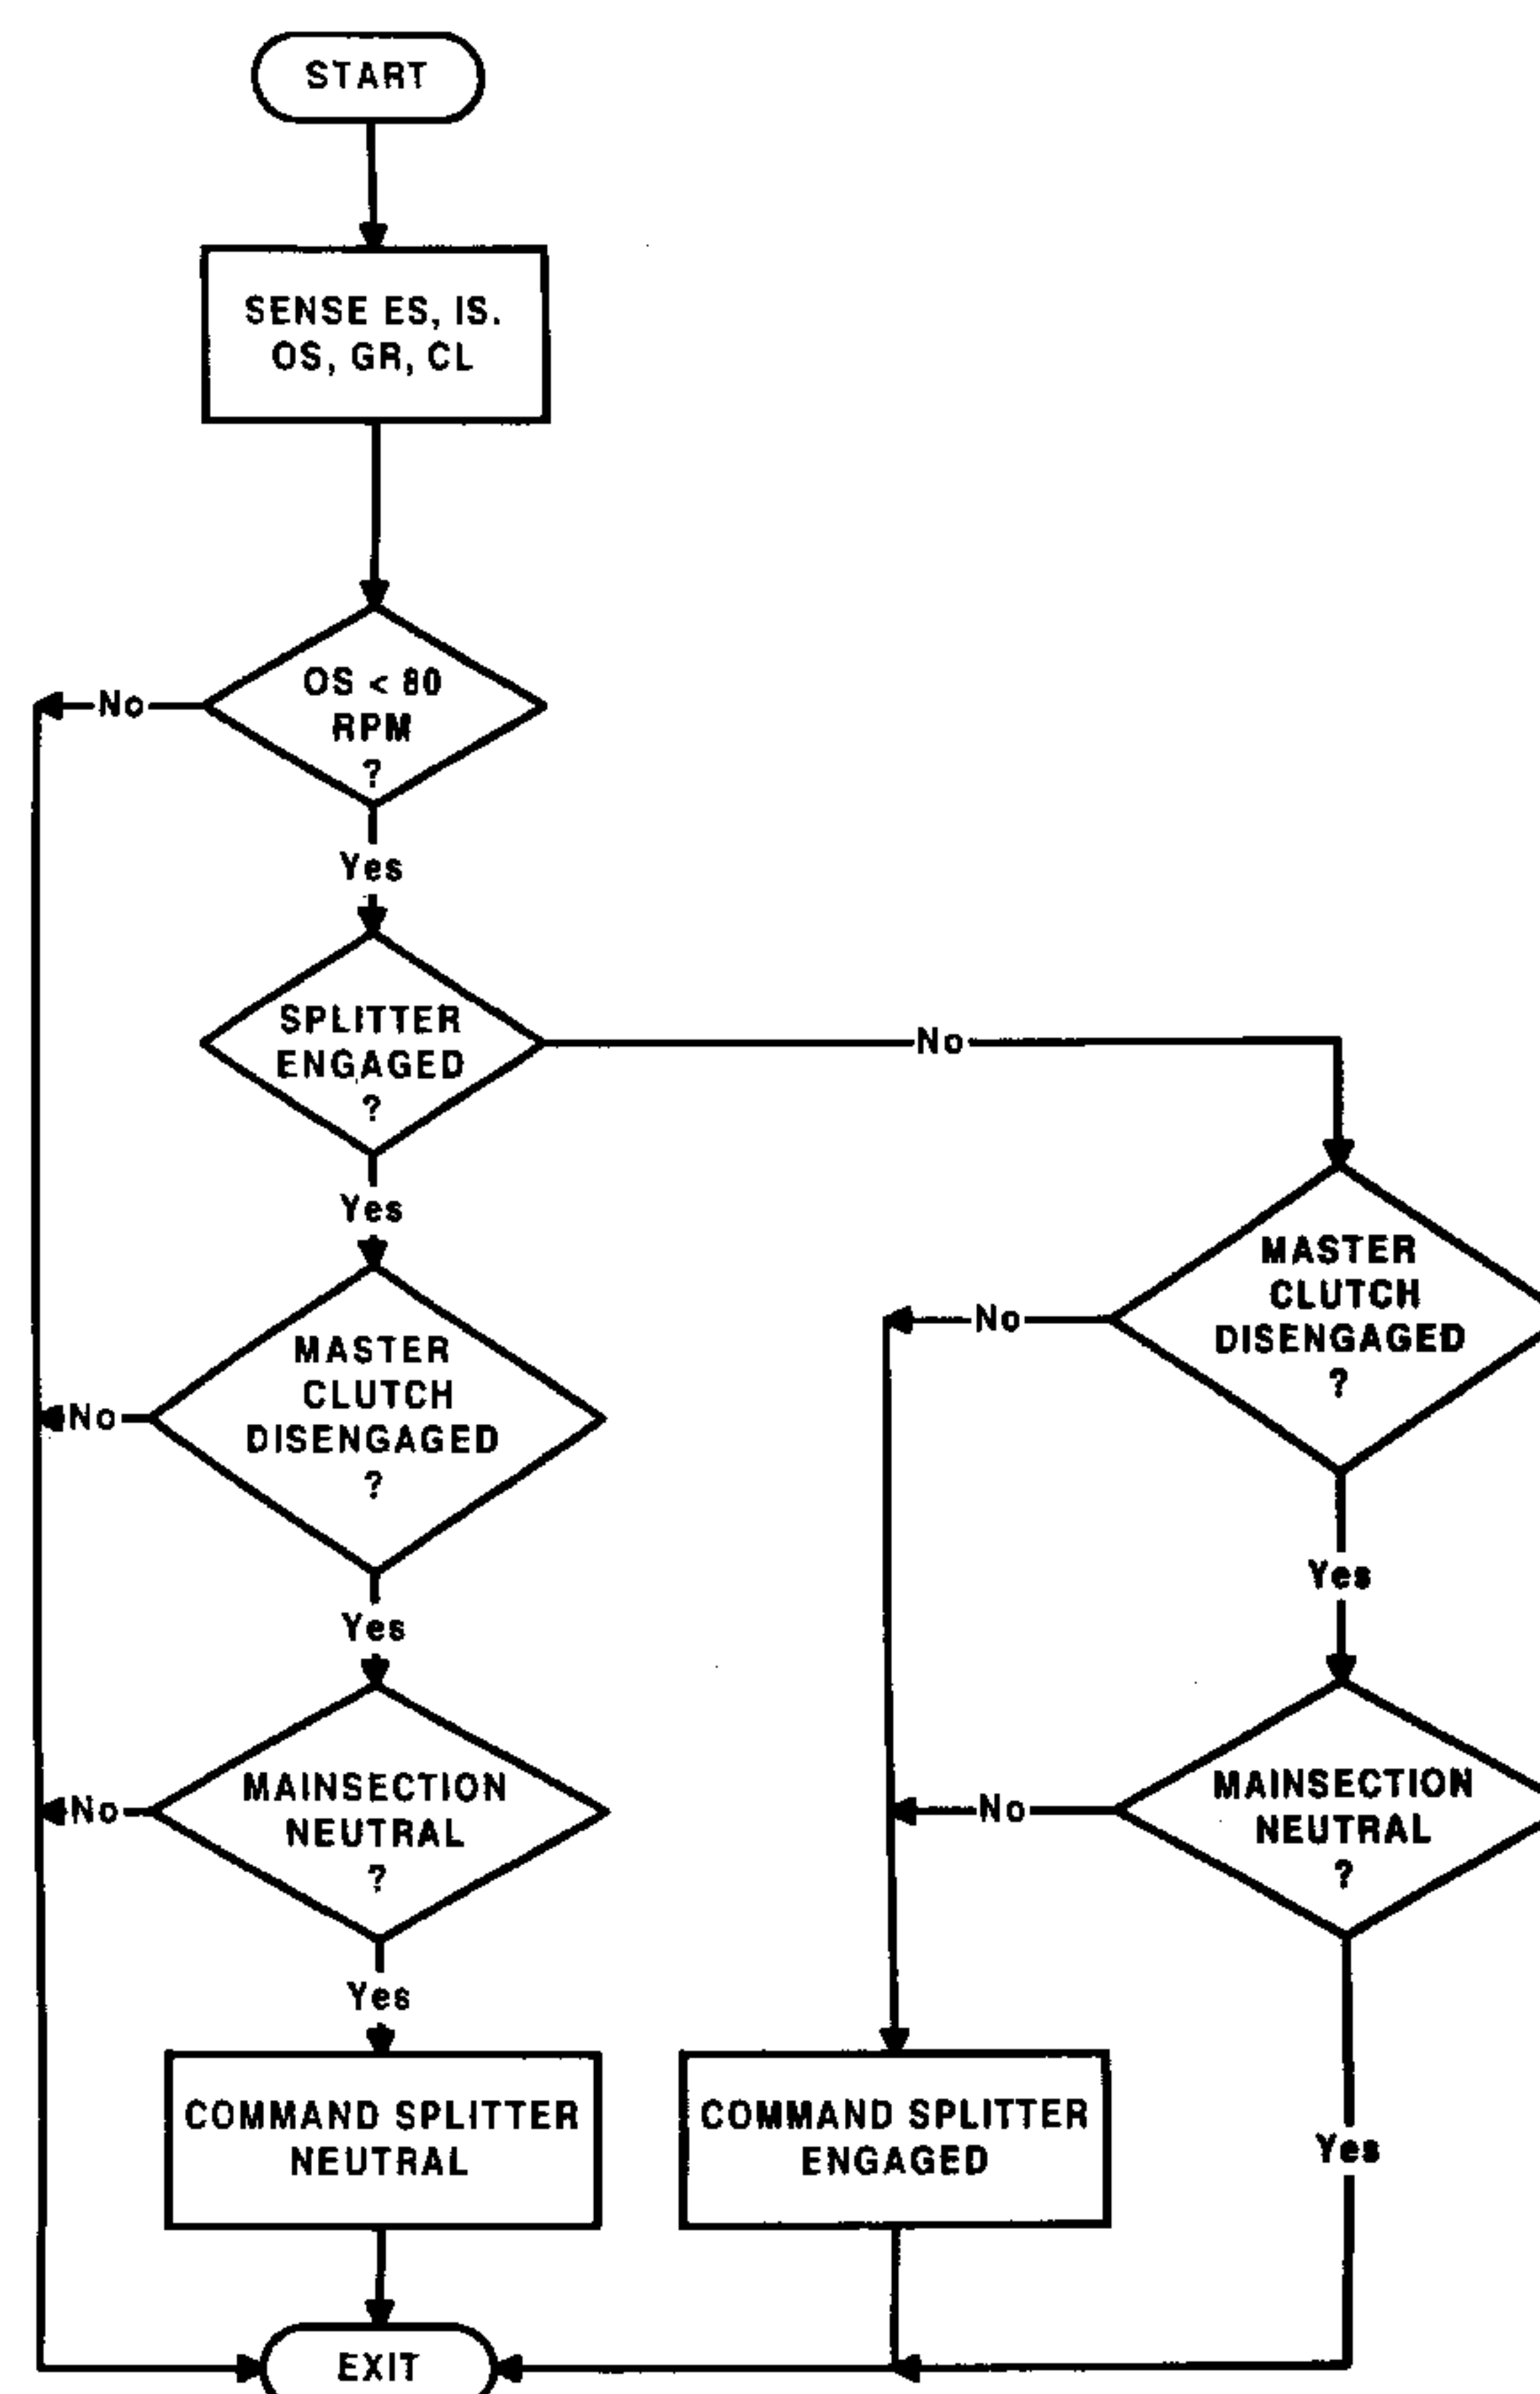 START
SENSE ES, IS.
OS, GR, CL
OS < 80
RPM
?
No
Yes
SPLITTER
ENGAGED
?
No
Yes
MASTER
CLUTCH
DISENGAGED
?
No
Yes
MAINSECTION
NEUTRAL
?
No
Yes
COMMAND SPLITTER
NEUTRAL
MASTER
CLUTCH
DISENGAGED
?
No
Yes
MAINSECTION
NEUTRAL
?
No
Yes
COMMAND SPLITTER
ENGAGED
EXIT